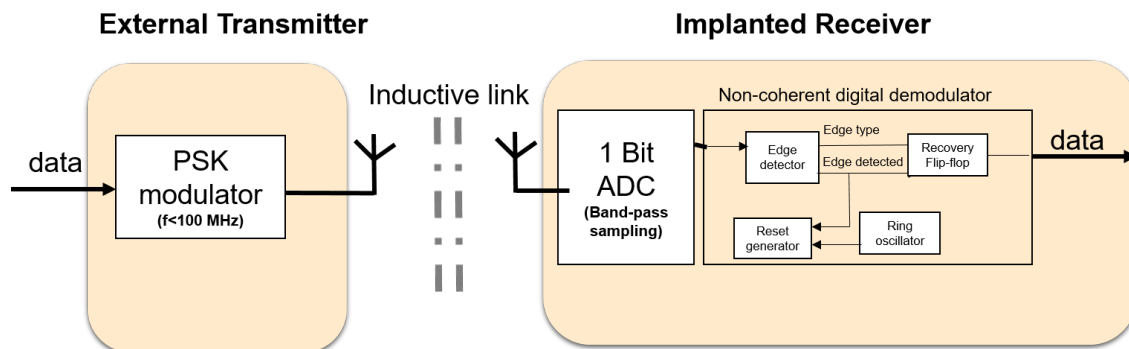 External Transmitter
Implanted Receiver
data
PSK
modulator
(f<100 MHz)
Inductive link
1 Bit
ADC
(Band-pass
sampling)
Non-coherent digital demodulator
Edge
detector
Edge type
Edge detected
Recovery
Flip-flop
Reset
generator
Ring
oscillator
data